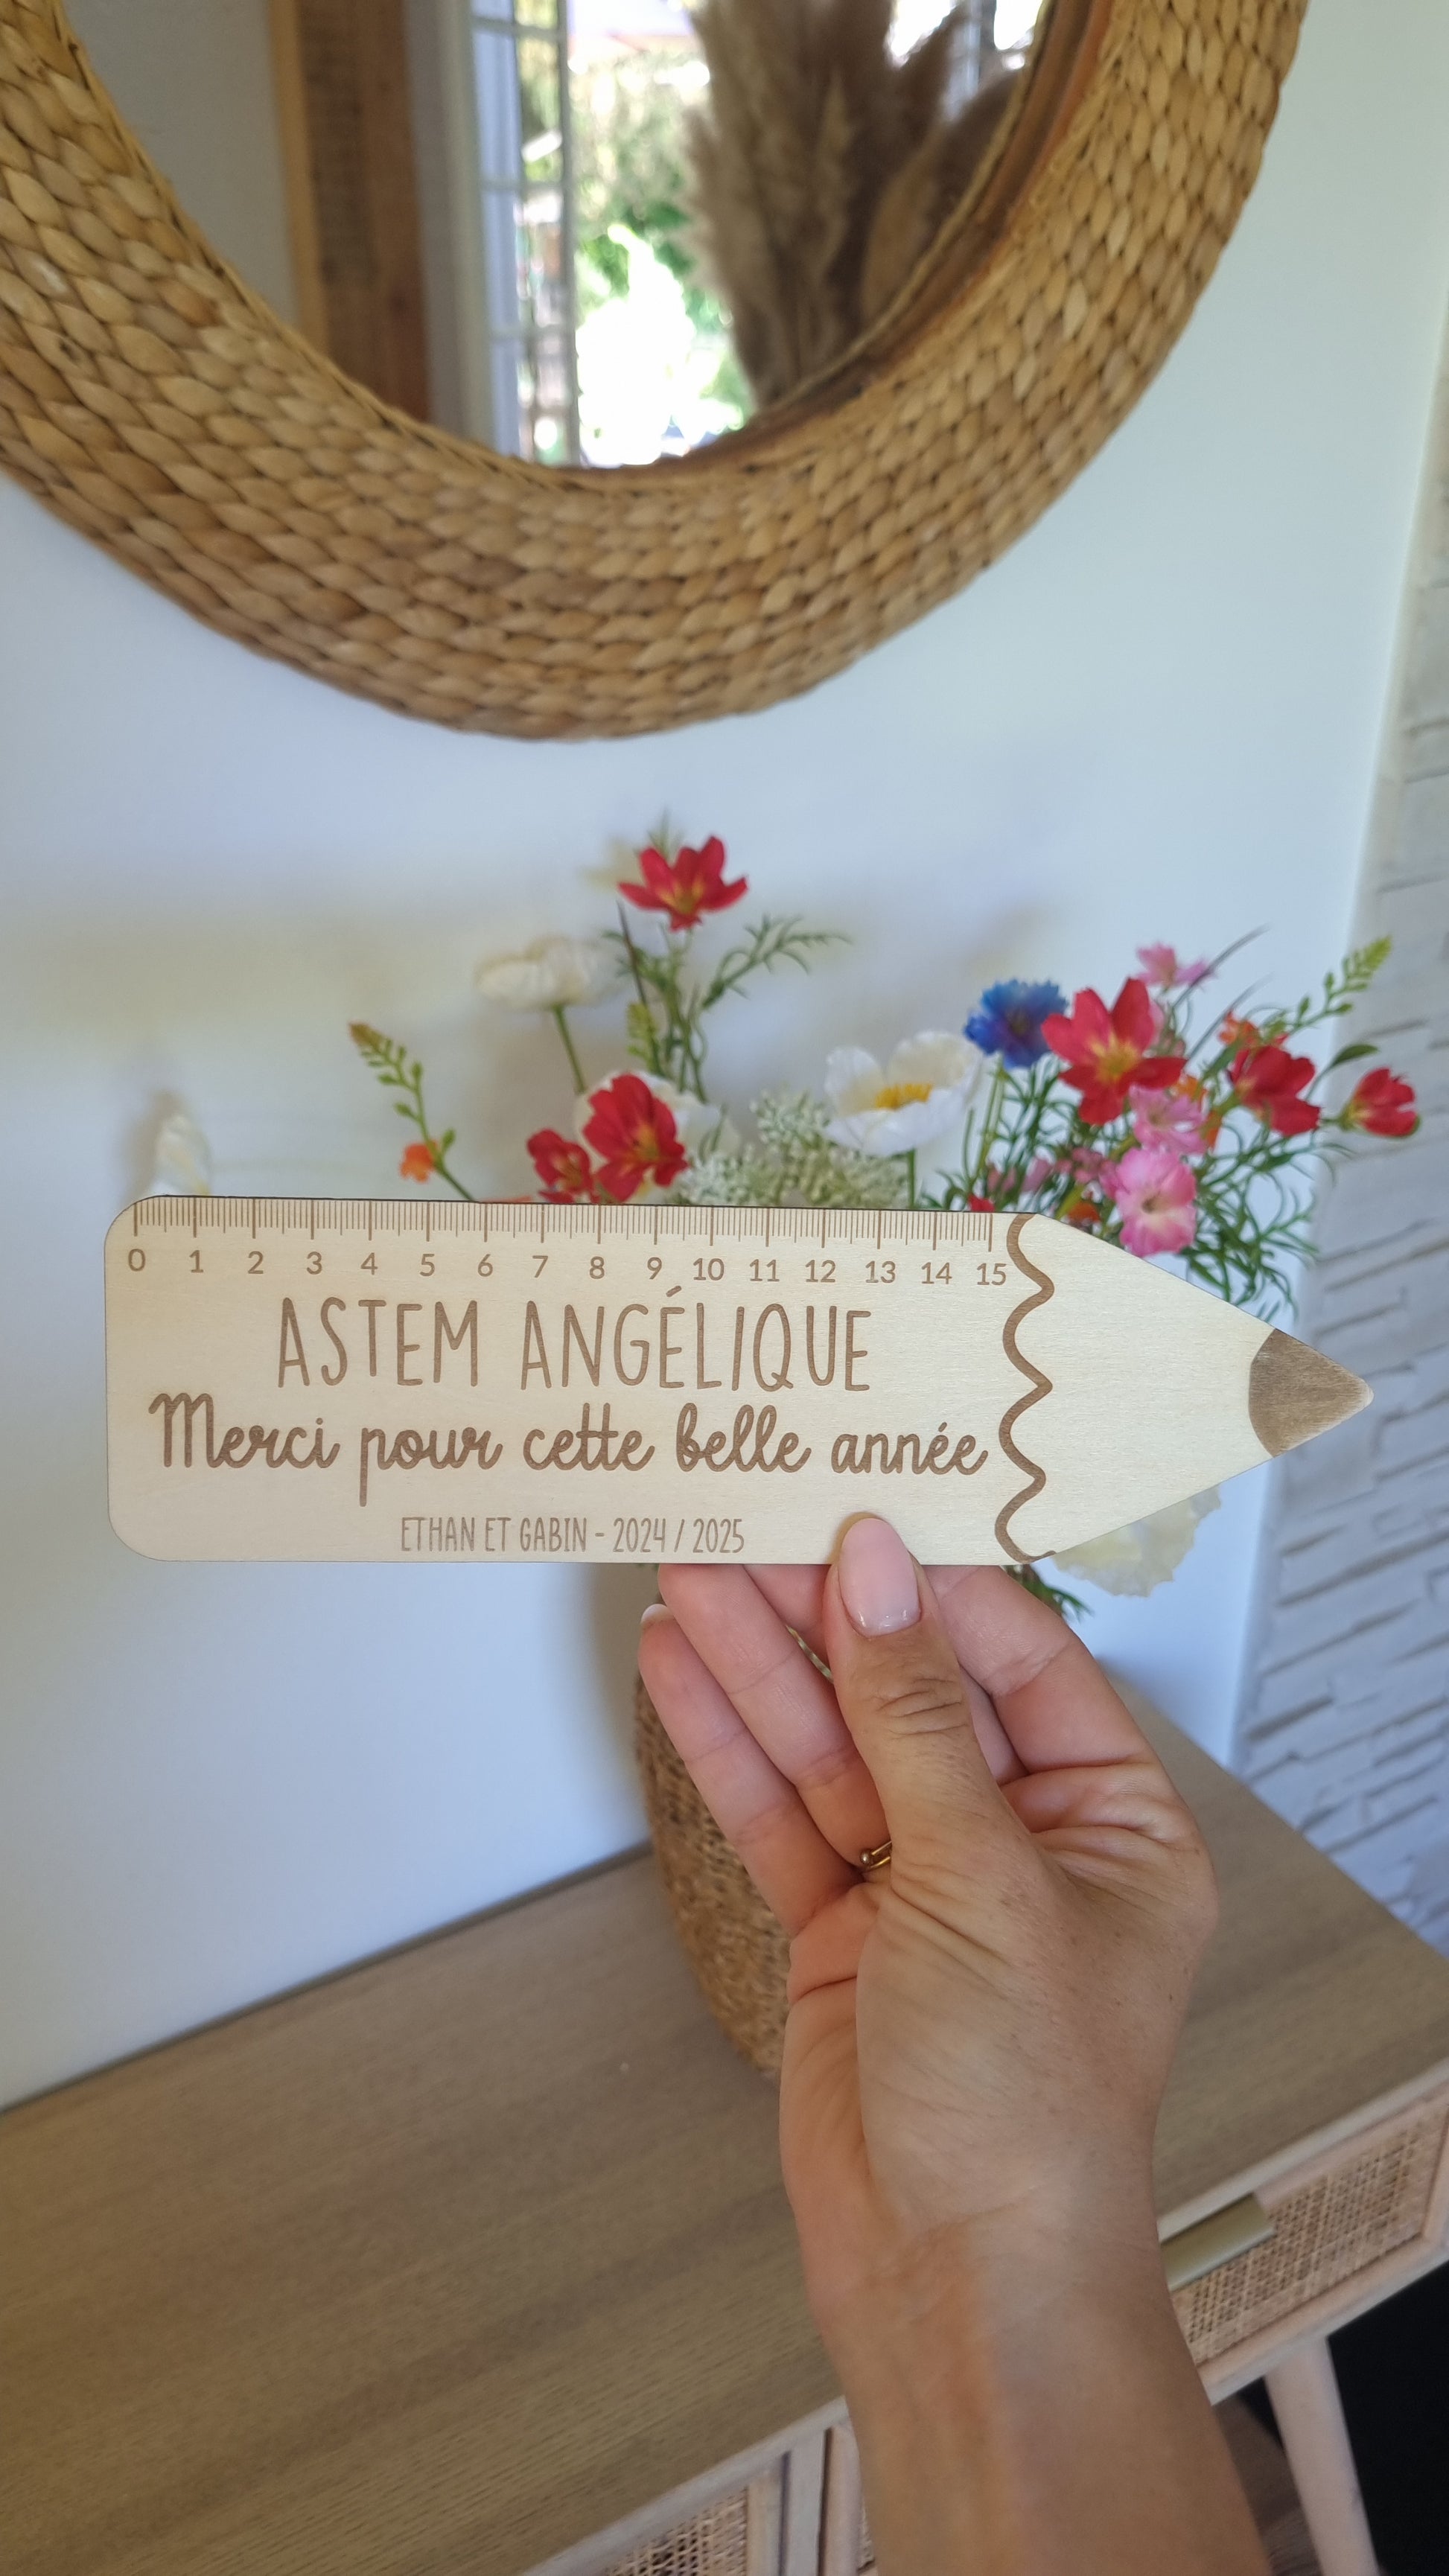 0 1 2 3 4 5 6 7 8 9 10 11 12 13 14 15
ASTEM ANGÉLIQUE
Merci pour cette belle année
ETHAN ET GABIN - 2024 / 2025